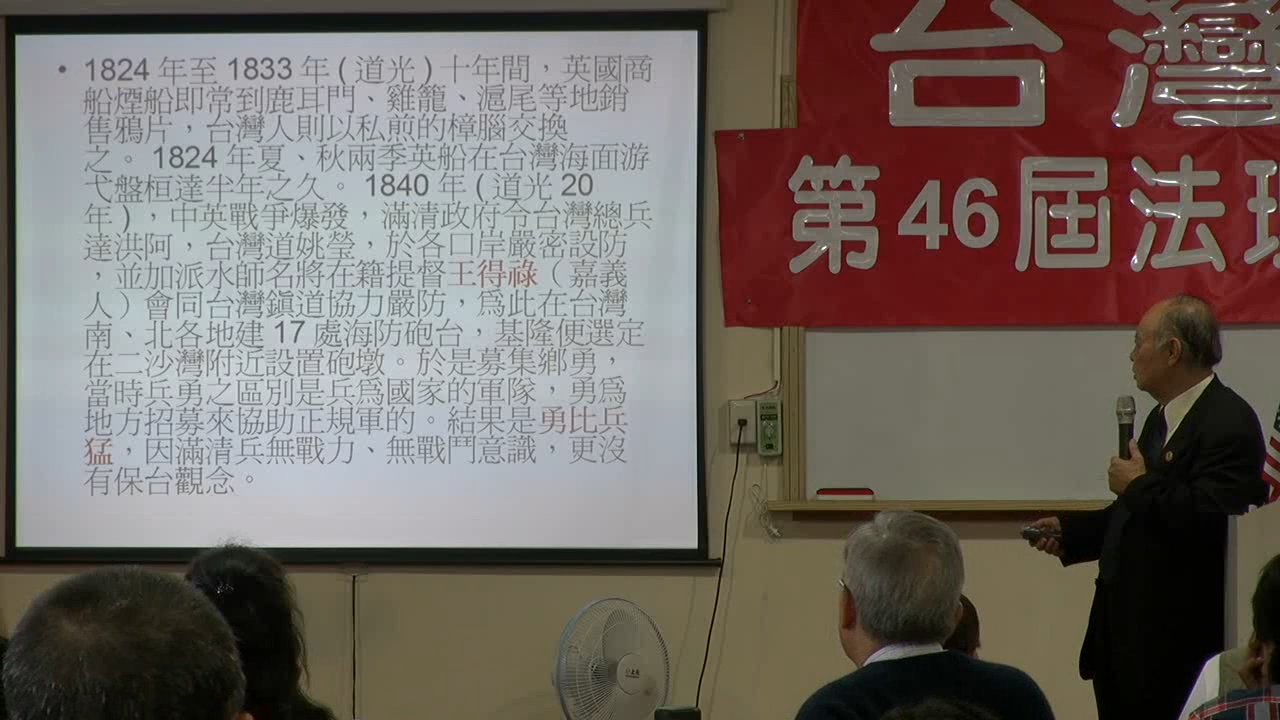 • 1824 年至 1833 年 ( 道光 ) 十年間，英國商
船煙船即常到鹿耳門、雞籠、滬尾等地銷
售鴉片，台灣人則以私煎的樟腦交換
之。 1824 年夏、秋兩季英船在台灣海面游
弋盤桓達半年之久。 1840 年 ( 道光 20
年 ) ，中英戰爭爆發，滿清政府令台灣總兵
達洪阿，台灣道姚瑩，於各口岸嚴密設防
，並加派水師名將在籍提督王得祿（嘉義
人）會同台灣鎮道協力嚴防，為此在台灣
南、北各地建 17 處海防砲台，基隆便選定
在二沙灣附近設置砲墩。於是募集鄉勇，
當時兵勇之區別是兵為國家的軍隊，勇為
地方招募來協助正規軍的。結果是勇比兵
猛，因滿清兵無戰力、無戰鬥意識，更沒
有保台觀念。
台灣
第46屆法理